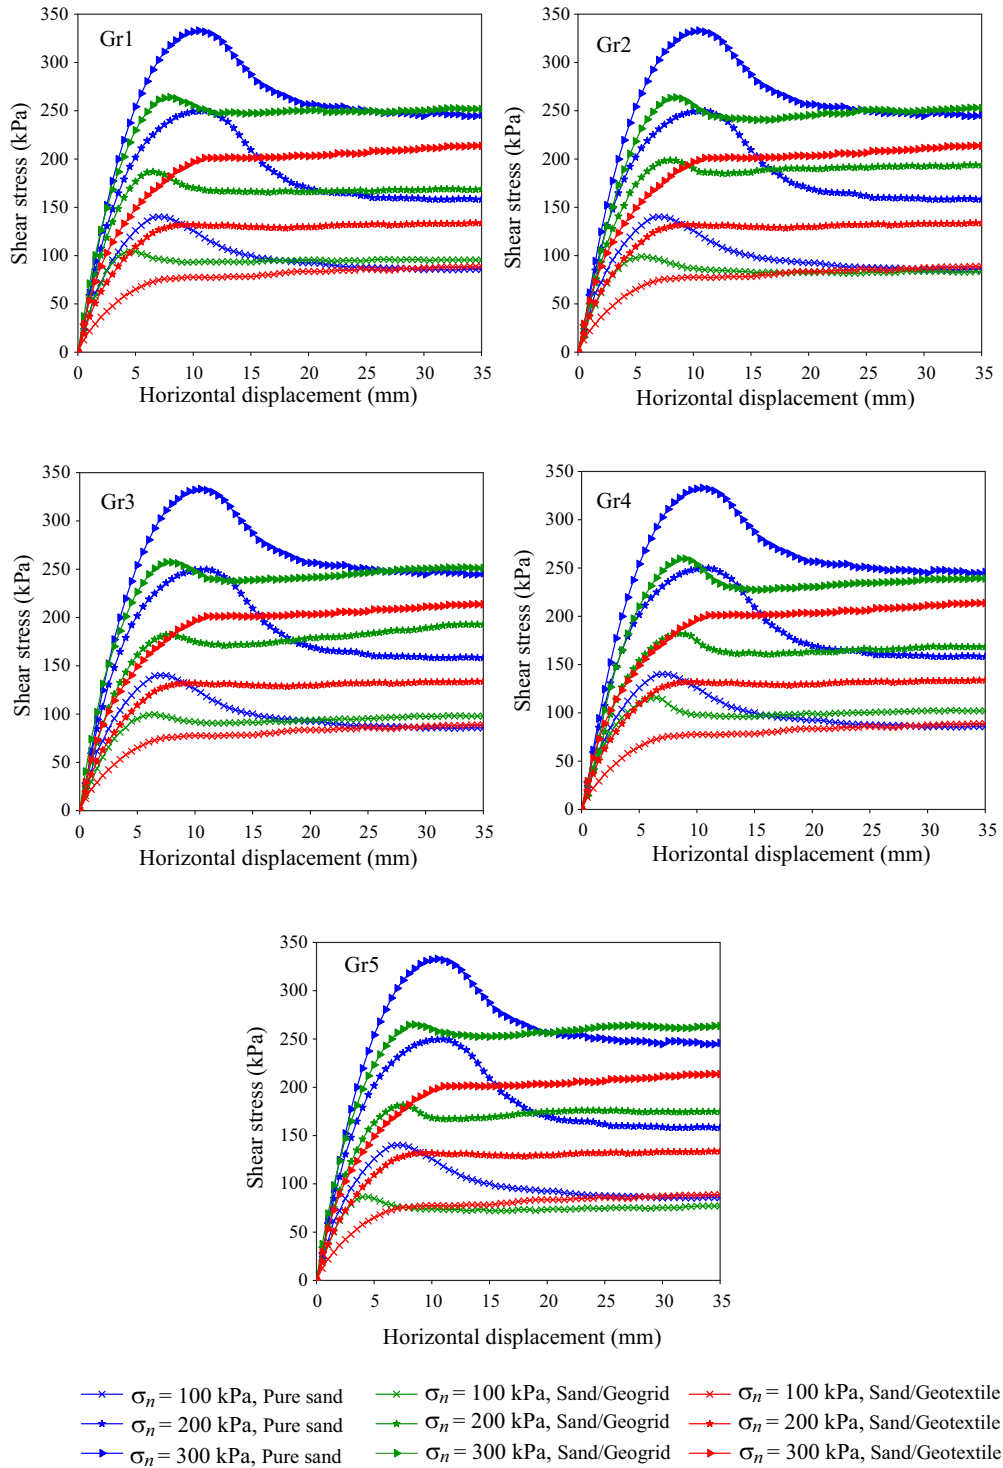 Gr1
Shear stress (kPa)
350
300
250
200
150
100
50
0
0 5 10 15 20 25 30 35
Horizontal displacement (mm)
Gr2
Shear stress (kPa)
350
300
250
200
150
100
50
0
0 5 10 15 20 25 30 35
Horizontal displacement (mm)
Gr3
Shear stress (kPa)
350
300
250
200
150
100
50
0
0 5 10 15 20 25 30 35
Horizontal displacement (mm)
Gr4
Shear stress (kPa)
350
300
250
200
150
100
50
0
0 5 10 15 20 25 30 35
Horizontal displacement (mm)
Gr5
Shear stress (kPa)
350
300
250
200
150
100
50
0
0 5 10 15 20 25 30 35
Horizontal displacement (mm)
σn = 100 kPa, Pure sand
σn = 200 kPa, Pure sand
σn = 300 kPa, Pure sand
σn = 100 kPa, Sand/Geogrid
σn = 200 kPa, Sand/Geogrid
σn = 300 kPa, Sand/Geogrid
σn = 100 kPa, Sand/Geotextile
σn = 200 kPa, Sand/Geotextile
σn = 300 kPa, Sand/Geotextile